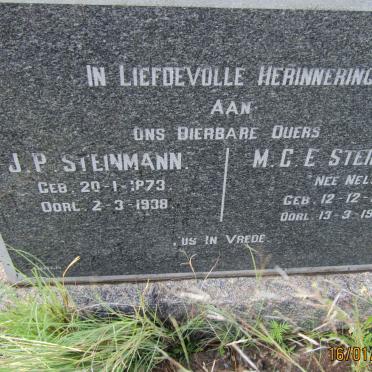 IN LIEFDEVOLLE HERINNERING
AAN
ONS DIERBARE OUERS
J.P. STEINMANN.
GEB. 20-1-1873.
OORL. 2-3-1938.
M.C.E. STEIN
NEE NEL
GEB. 12-12-
OORL. 13-3-19
RUS IN VREDE
16/01/